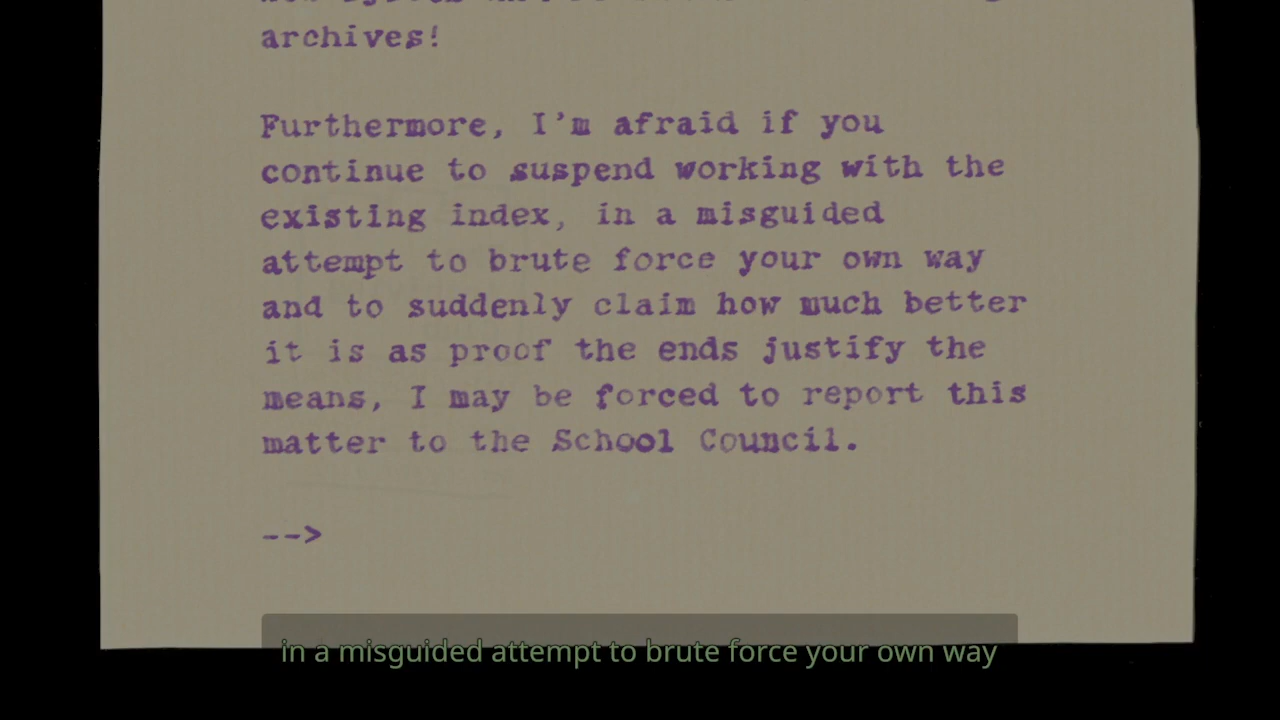 archives!
Furthermore, I'm afraid if you
continue to suspend working with the
existing index, in a misguided
attempt to brute force your own way
and to suddenly claim how much better
it is as proof the ends justify the
means, I may be forced to report this
matter to the School Council.
-->
in a misguided attempt to brute force your own way